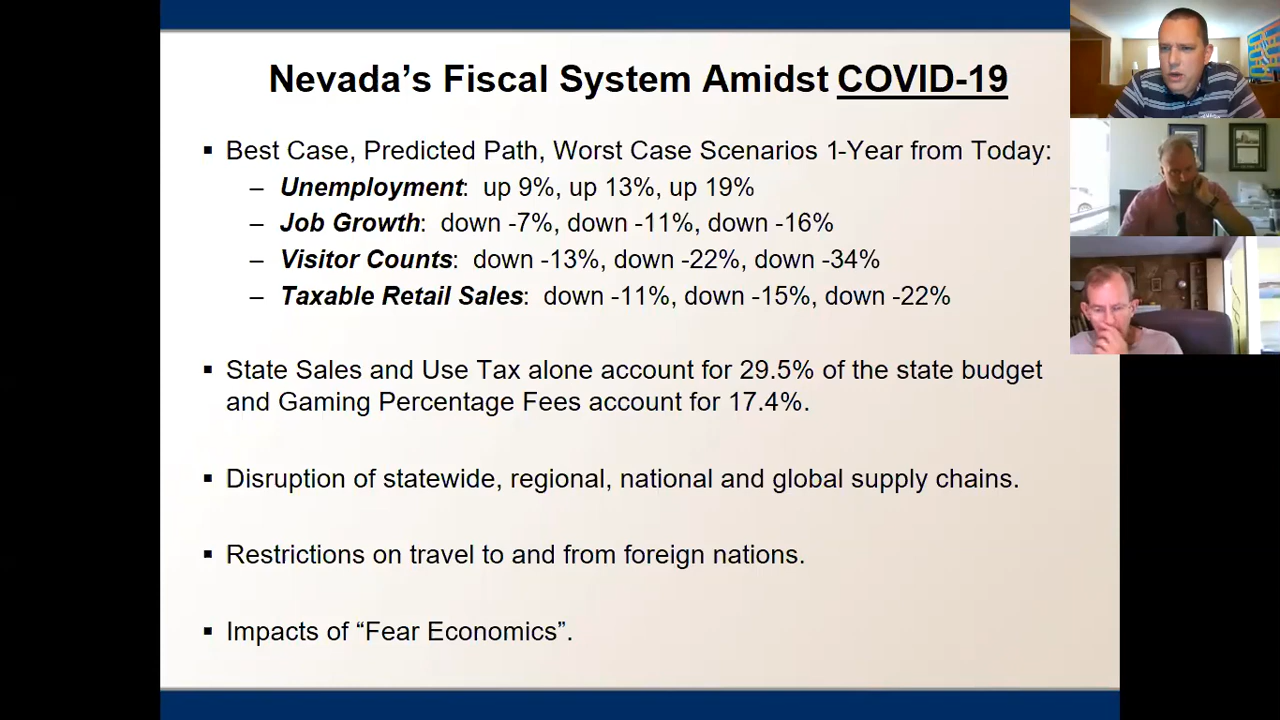 Nevada's Fiscal System Amidst COVID-19
▪ Best Case, Predicted Path, Worst Case Scenarios 1-Year from Today:
– Unemployment: up 9%, up 13%, up 19%
– Job Growth: down -7%, down -11%, down -16%
– Visitor Counts: down -13%, down -22%, down -34%
– Taxable Retail Sales: down -11%, down -15%, down -22%
▪ State Sales and Use Tax alone account for 29.5% of the state budget
and Gaming Percentage Fees account for 17.4%.
▪ Disruption of statewide, regional, national and global supply chains.
▪ Restrictions on travel to and from foreign nations.
▪ Impacts of “Fear Economics”.